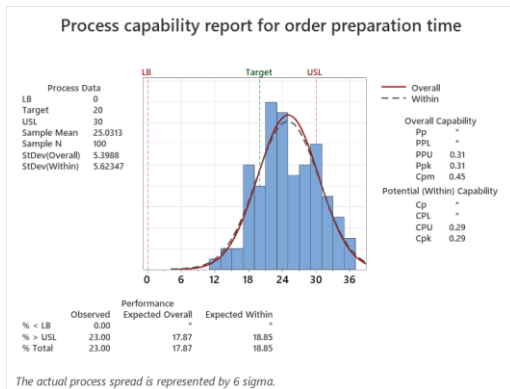 Process capability report for order preparation time
LB Target USL
Process Data
LB 0
Target 20
USL 30
Sample Mean 25.0313
Sample N 100
StDev(Overall) 5.3988
StDev(Within) 5.62347
Overall
Within
Overall Capability
Pp *
PPL *
PPU 0.31
Ppk 0.31
Cpm 0.45
Potential (Within) Capability
Cp *
CPL *
CPU 0.29
Cpk 0.29
0 6 12 18 24 30 36
Performance
Observed Expected Overall Expected Within
% < LB 0.00 * *
% > USL 23.00 17.87 18.85
% Total 23.00 17.87 18.85
The actual process spread is represented by 6 sigma.